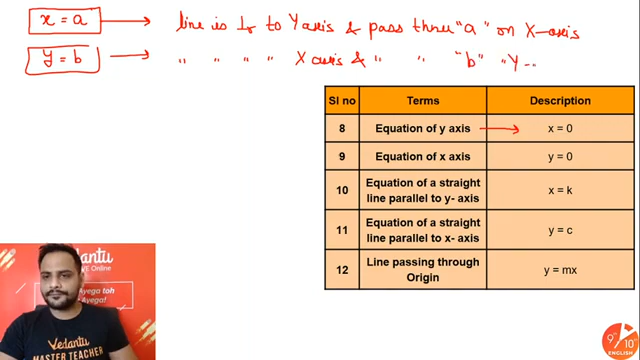 x = a → line is ∥r to Y axis & pass thru "a" on X-axis
y = b → " " " " X axis & " " "b" " Y --
Sl no Terms Description
8 Equation of y axis → x = 0
9 Equation of x axis y = 0
10 Equation of a straight line parallel to y- axis x = k
11 Equation of a straight line parallel to x- axis y = c
12 Line passing through Origin y = mx
Vedantu
MASTER TEACHER
9 10
ENGLISH